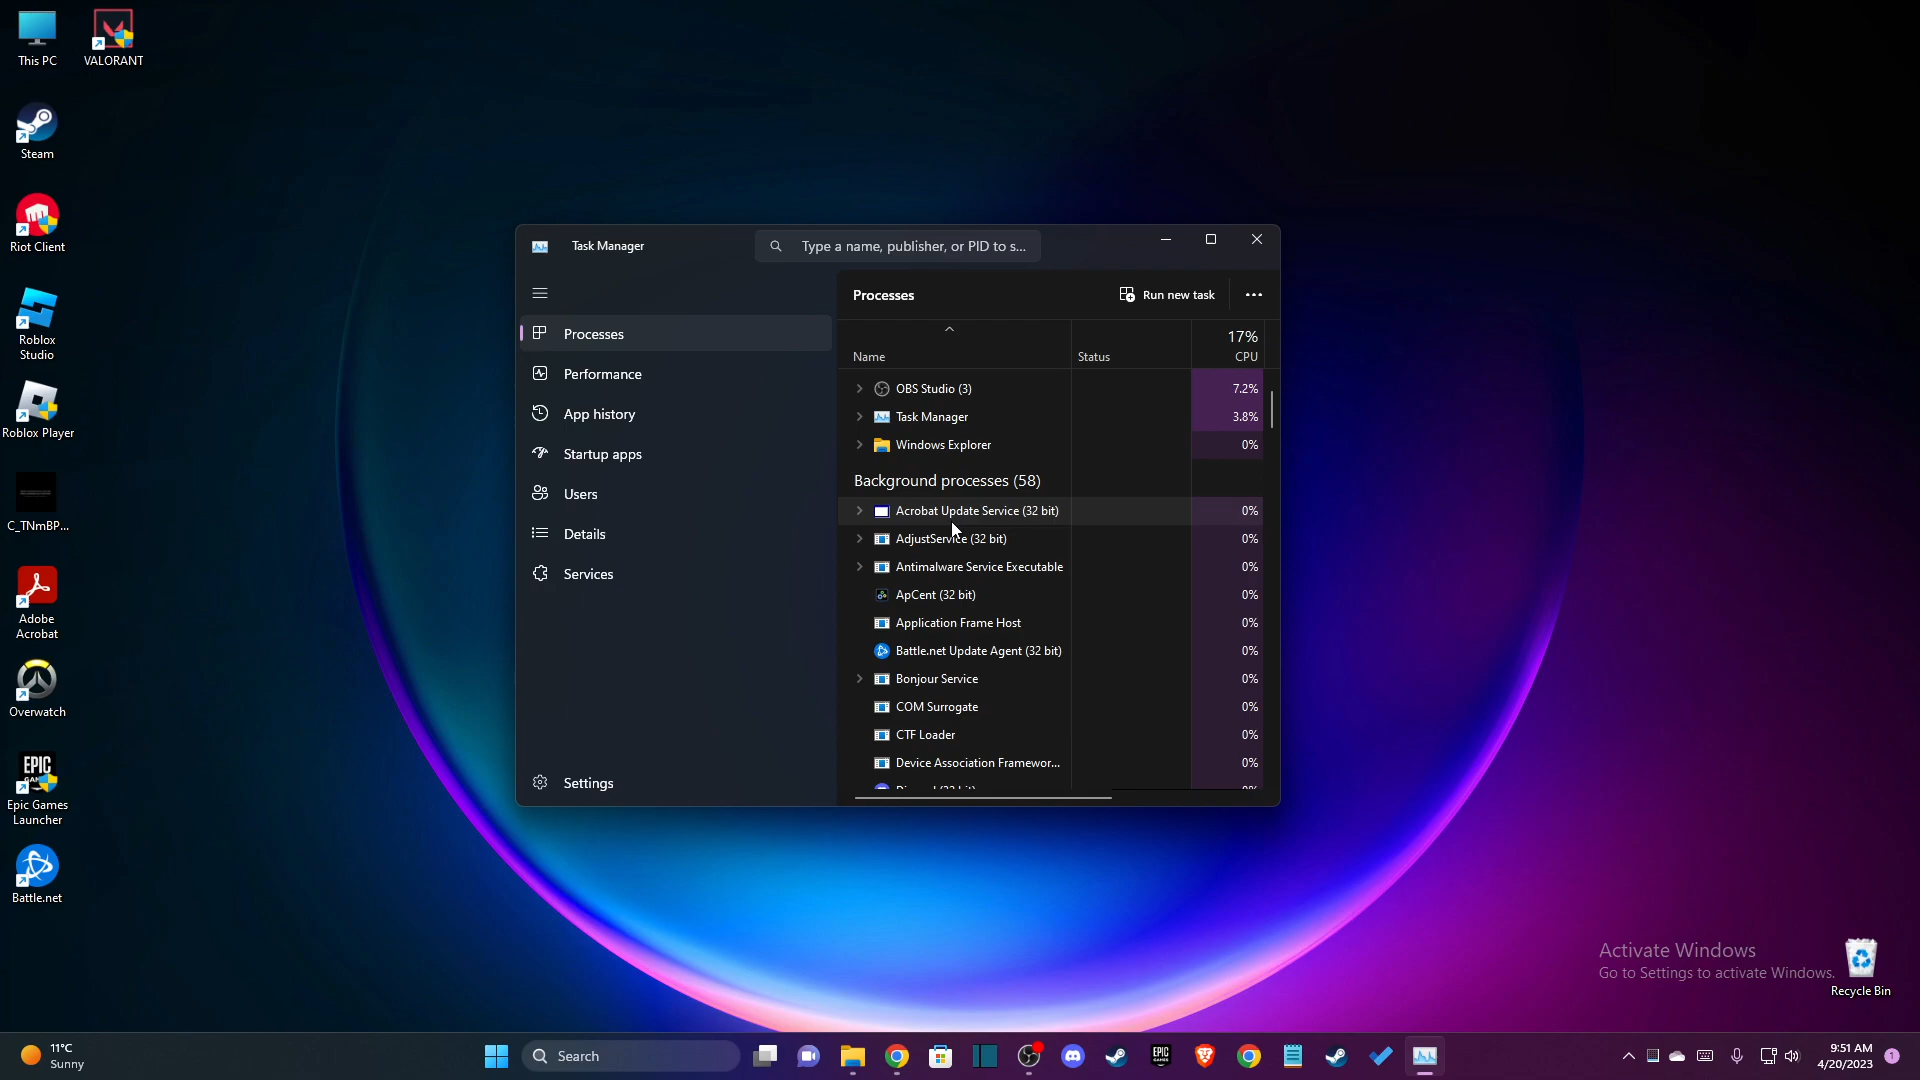 This PC
VALORANT
Steam
Riot Client
Roblox
Studio
Roblox Player
C_TNmBP...
Adobe
Acrobat
Overwatch
EPIC
Epic Games
Launcher
Battle.net
Task Manager
Type a name, publisher, or PID to s...
Processes
Performance
App history
Startup apps
Users
Details
Services
Settings
Processes
Run new task
Name
Status
17%
CPU
OBS Studio (3) 7.2%
Task Manager 3.8%
Windows Explorer 0%
Background processes (58)
Acrobat Update Service (32 bit) 0%
AdjustService (32 bit) 0%
Antimalware Service Executable 0%
ApCent (32 bit) 0%
Application Frame Host 0%
Battle.net Update Agent (32 bit) 0%
Bonjour Service 0%
COM Surrogate 0%
CTF Loader 0%
Device Association Framewor... 0%
Activate Windows
Go to Settings to activate Windows.
Recycle Bin
11°C
Sunny
Search
EPIC
GAMES
9:51 AM
4/20/2023
1